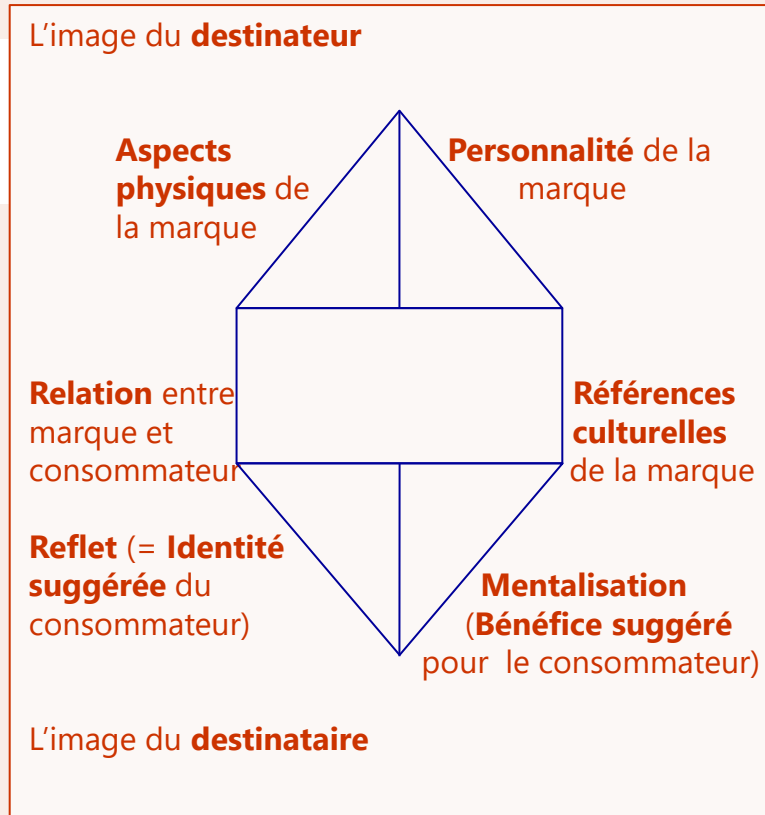 L'image du destinateur
Aspects
physiques de
la marque
Personnalité de la
marque
Relation entre
marque et
consommateur
Références
culturelles
de la marque
Reflet (= Identité
suggérée du
consommateur)
Mentalisation
(Bénéfice suggéré
pour le consommateur)
L'image du destinataire